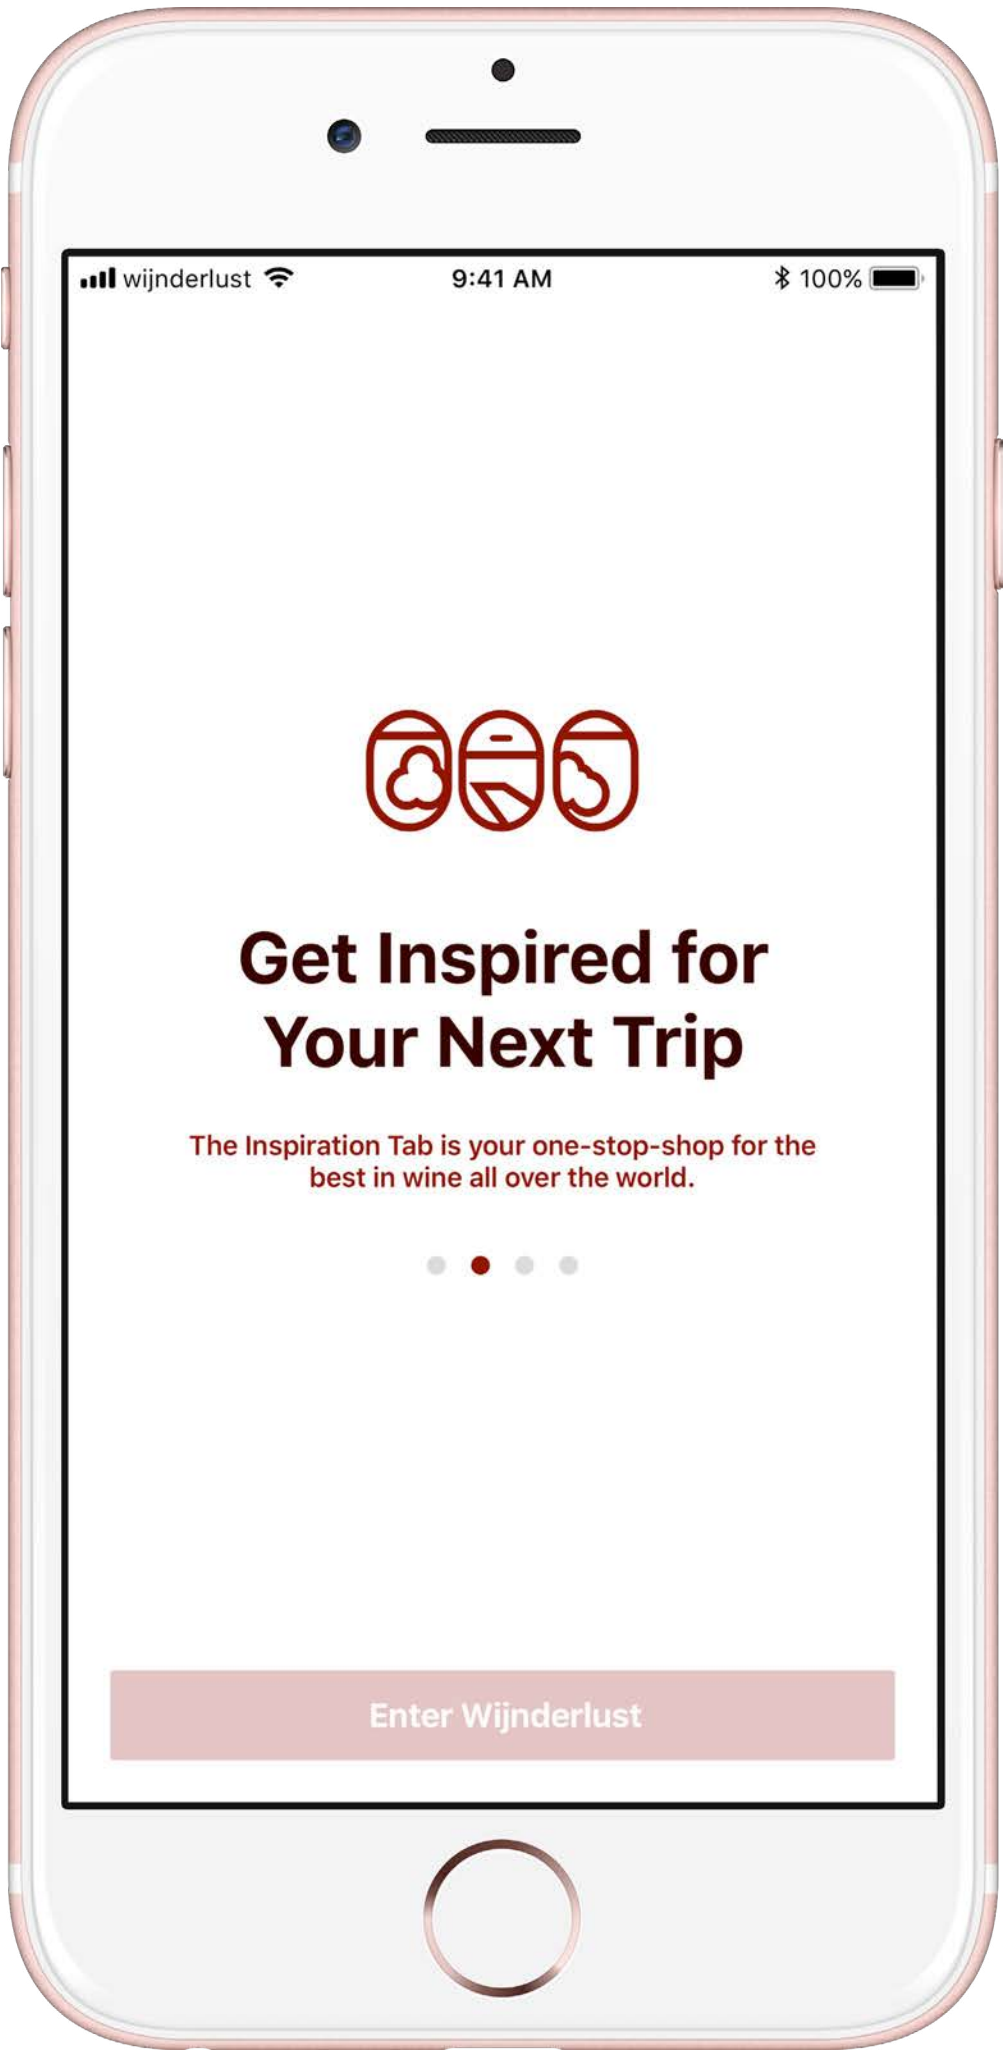 wijnderlust 9:41 AM 100%
Get Inspired for
Your Next Trip
The Inspiration Tab is your one-stop-shop for the
best in wine all over the world.
Enter Wijnderlust